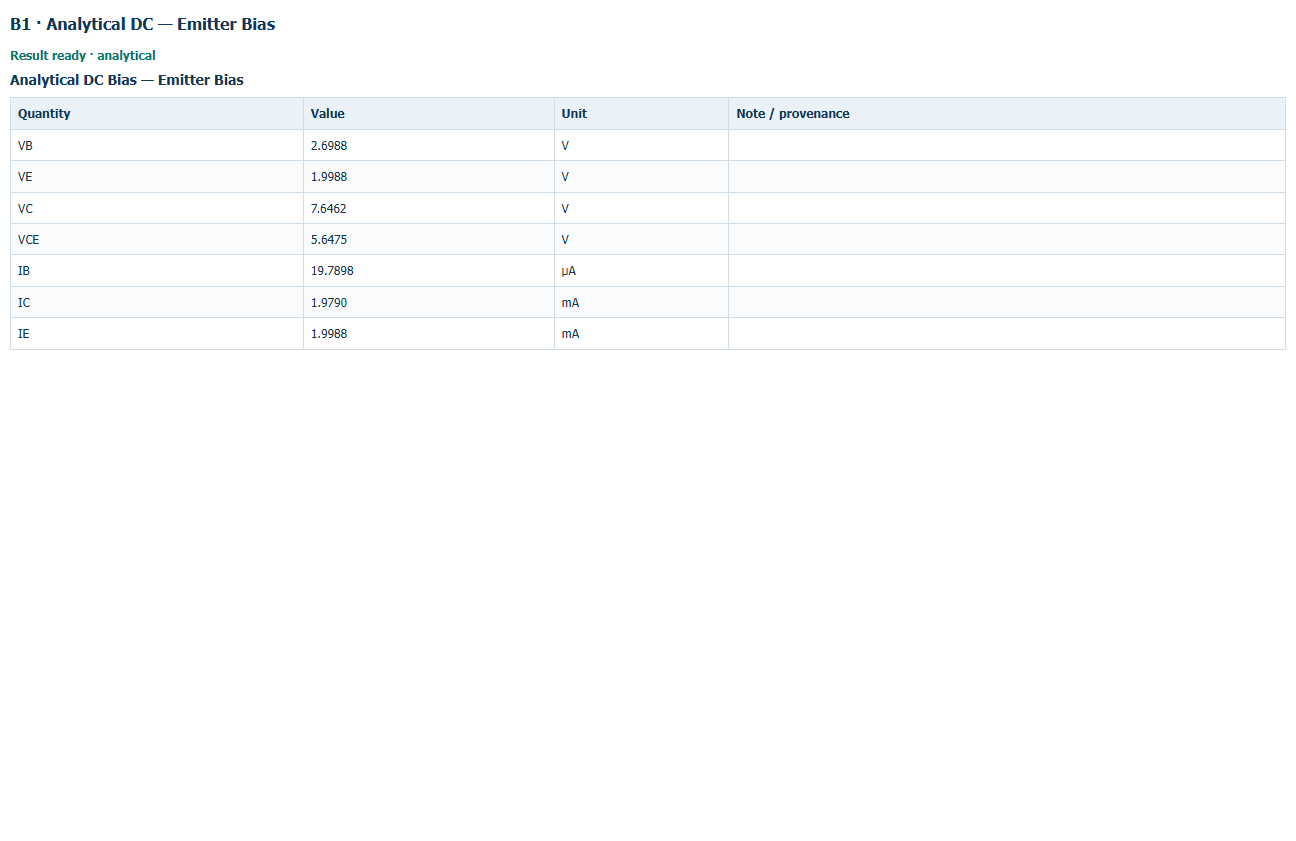 B1 · Analytical DC — Emitter Bias
Result ready · analytical
Analytical DC Bias — Emitter Bias
Quantity Value Unit Note / provenance
VB 2.6988 V
VE 1.9988 V
VC 7.6462 V
VCE 5.6475 V
IB 19.7898 µA
IC 1.9790 mA
IE 1.9988 mA